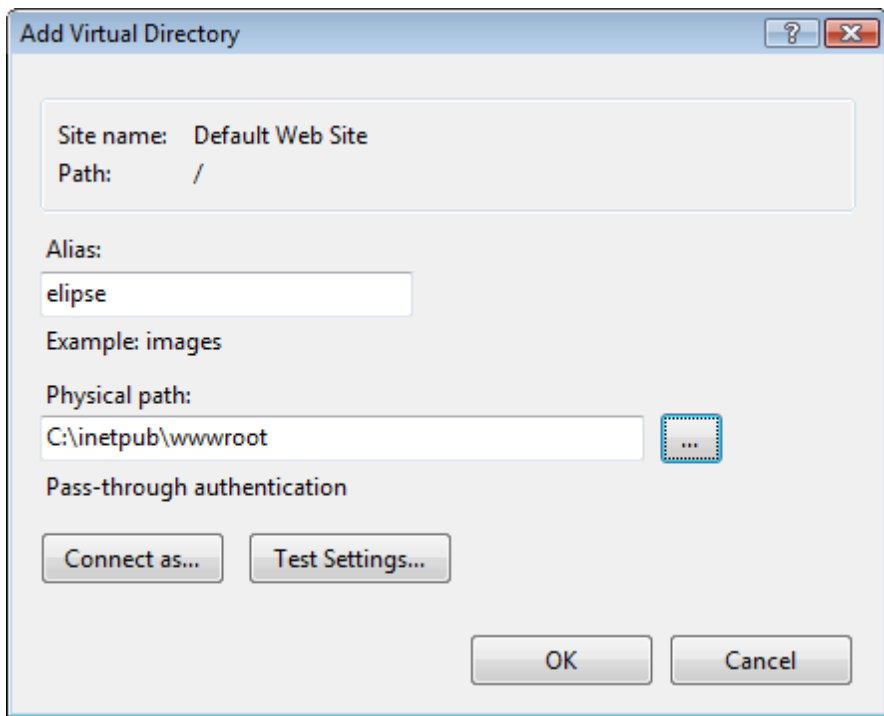 Add Virtual Directory
Site name: Default Web Site
Path: /
Alias:
elipse
Example: images
Physical path:
C:\inetpub\wwwroot
...
Pass-through authentication
Connect as... Test Settings...
OK Cancel